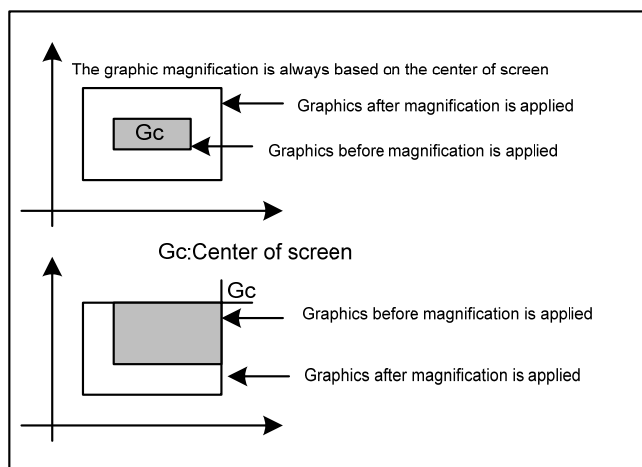 The graphic magnification is always based on the center of screen
Graphics after magnification is applied
Gc
Graphics before magnification is applied
Gc:Center of screen
Gc
Graphics before magnification is applied
Graphics after magnification is applied